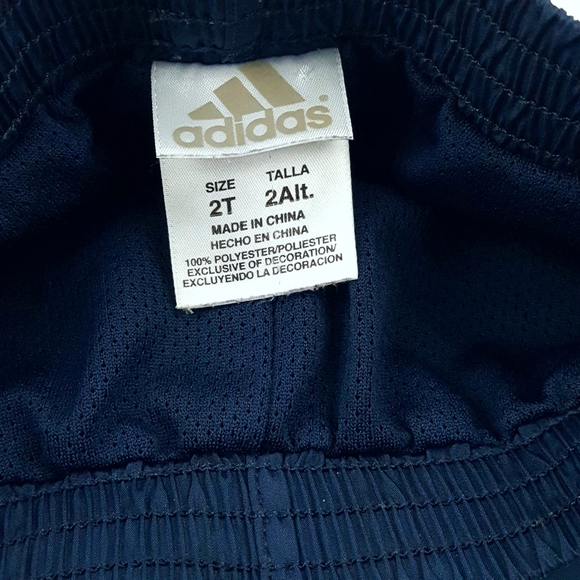 adidas®
SIZE TALLA
2T 2Alt.
MADE IN CHINA
HECHO EN CHINA
100% POLYESTER/POLIESTER
EXCLUSIVE OF DECORATION/
EXCLUYENDO LA DECORACION